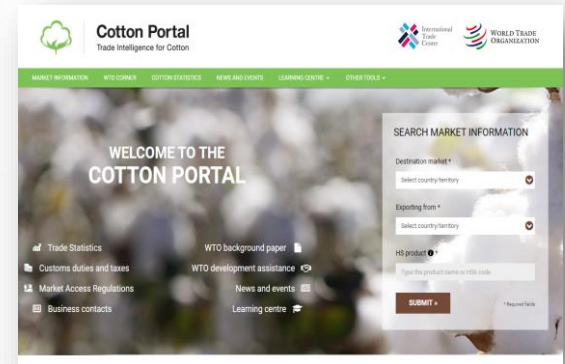 Cotton Portal
Trade Intelligence for Cotton
International
Trade
Centre
WORLD TRADE
ORGANIZATION
MARKET INFORMATION
WTO CORNER
COTTON STATISTICS
NEWS AND EVENTS
LEARNING CENTRE
OTHER TOOLS
WELCOME TO THE
COTTON PORTAL
Trade Statistics
Customs duties and taxes
Market Access Regulations
Business contacts
WTO background paper
WTO development assistance
News and events
Learning centre
SEARCH MARKET INFORMATION
Destination market *
Select country/territory
Exporting from *
Select country/territory
HS product *
Type the product name or HS6 code
SUBMIT »
* Required fields